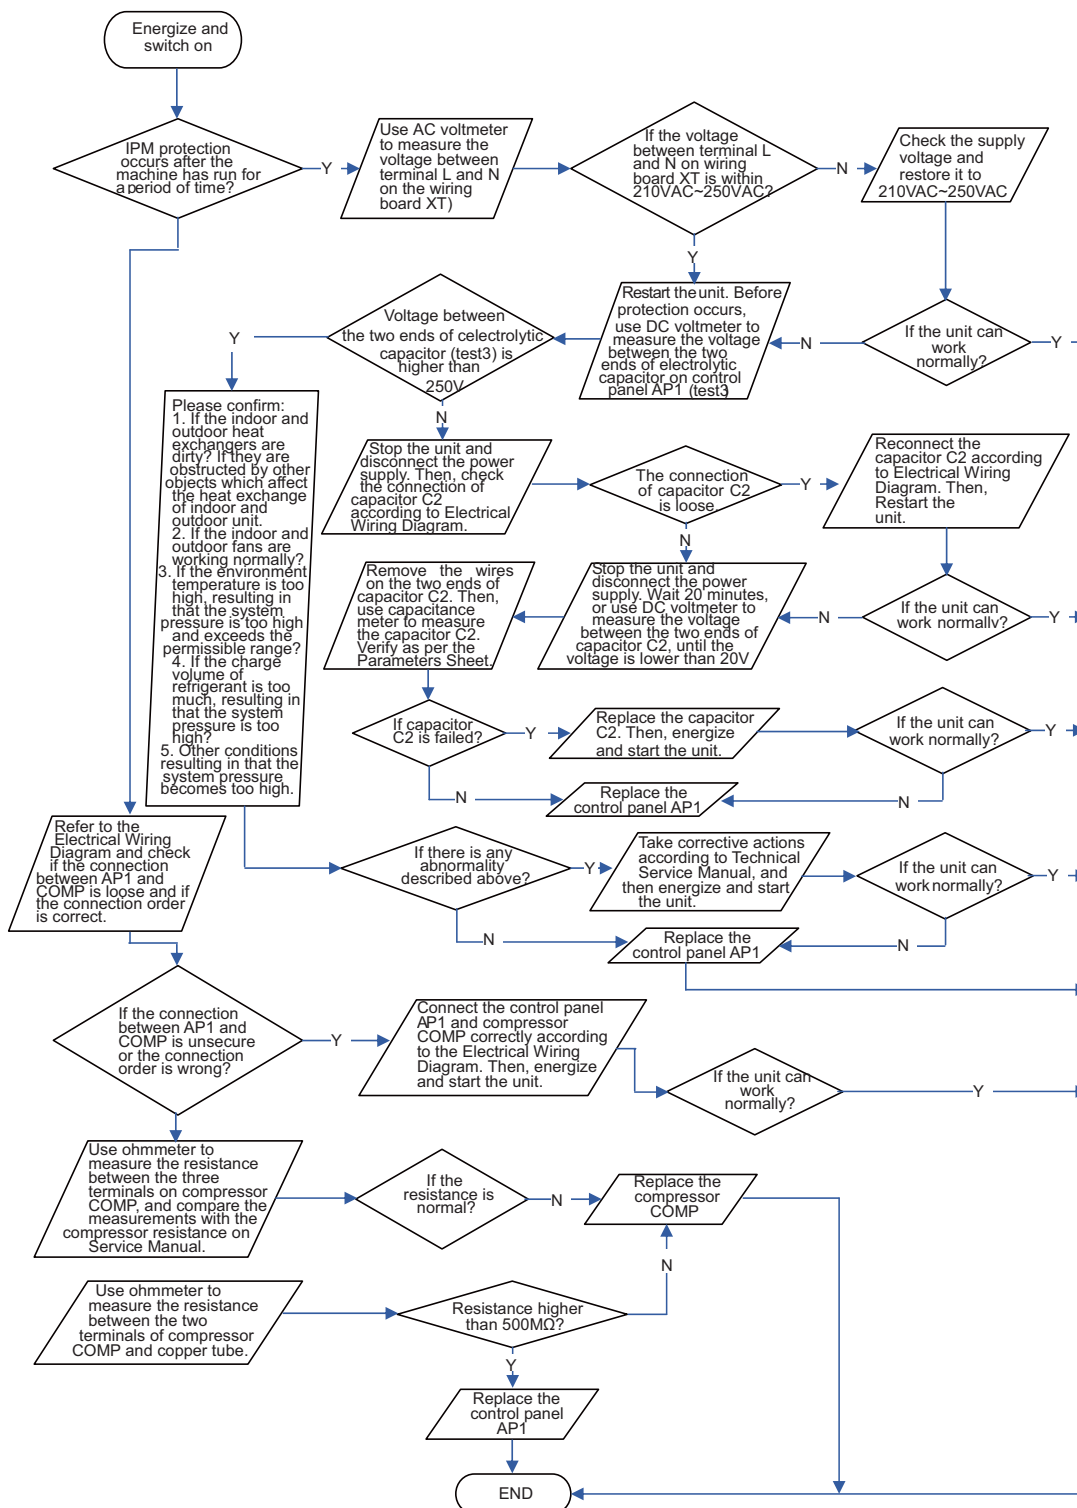 Energize and
switch on
IPM protection
occurs after the
machine has run for
a period of time?
Y
Use AC voltmeter
to measure the
voltage between
terminal L and N
on the wiring
board XT)
If the voltage
between terminal L
and N on wiring
board XT is within
210VAC~250VAC?
N
Check the supply
voltage and
restore it to
210VAC~250VAC
Y
Restart the unit. Before
protection occurs,
use DC voltmeter to
measure the voltage
between the two
ends of electrolytic
capacitor on control
panel AP1 (test3)
N
If the unit can
work
normally?
Y
Voltage between
the two ends of celectrolytic
capacitor (test3) is
higher than
250V
Y
N
Please confirm:
1. If the indoor and
outdoor heat
exchangers are
dirty? If they are
obstructed by other
objects which affect
the heat exchange
of indoor and
outdoor unit.
2. If the indoor and
outdoor fans are
working normally?
3. If the environment
temperature is too
high, resulting in
that the system
pressure is too high
and exceeds the
permissible range?
4. If the charge
volume of
refrigerant is too
much, resulting in
that the system
pressure is too
high?
5. Other conditions
resulting in that the
system pressure
becomes too high.
Stop the unit and
disconnect the power
supply. Then, check
the connection of
capacitor C2
according to Electrical
Wiring Diagram.
The connection
of capacitor C2
is loose.
Y
Reconnect the
capacitor C2 according
to Electrical Wiring
Diagram. Then,
Restart the
unit.
N
Remove the wires
on the two ends of
capacitor C2. Then,
use capacitance
meter to measure
the capacitor C2.
Verify as per the
Parameters Sheet.
Stop the unit and
disconnect the power
supply. Wait 20 minutes,
or use DC voltmeter to
measure the voltage
between the two ends of
capacitor C2, until the
the voltage is lower than 20V
N
If the unit can
work normally?
Y
If capacitor
C2 is failed?
Y
Replace the capacitor
C2. Then, energize
and start the unit.
If the unit can
work normally?
Y
N
Replace the
control panel AP1
N
Refer to the
Electrical Wiring
Diagram and check
if the connection
between AP1 and
COMP is loose and if
the connection order
is correct.
If there is any
abnormality
described above?
Y
Take corrective actions
according to Technical
Service Manual, and
then energize and start
the unit.
If the unit can
work normally?
Y
N
Replace the
control panel AP1
N
If the connection
between AP1 and
COMP is unsecure
or the connection
order is wrong?
Y
Connect the control panel
AP1 and compressor
COMP correctly according
to the Electrical Wiring
Diagram. Then, energize
and start the unit.
If the unit can
work
normally?
Y
Use ohmmeter to
measure the resistance
between the three
terminals on compressor
COMP, and compare the
measurements with the
compressor resistance on
Service Manual.
If the
resistance is
normal?
N
Replace the
compressor
COMP
N
Use ohmmeter to
measure the resistance
between the two
terminals of compressor
COMP and copper tube.
Resistance higher
than 500MΩ?
Y
Replace the
control panel
AP1
END